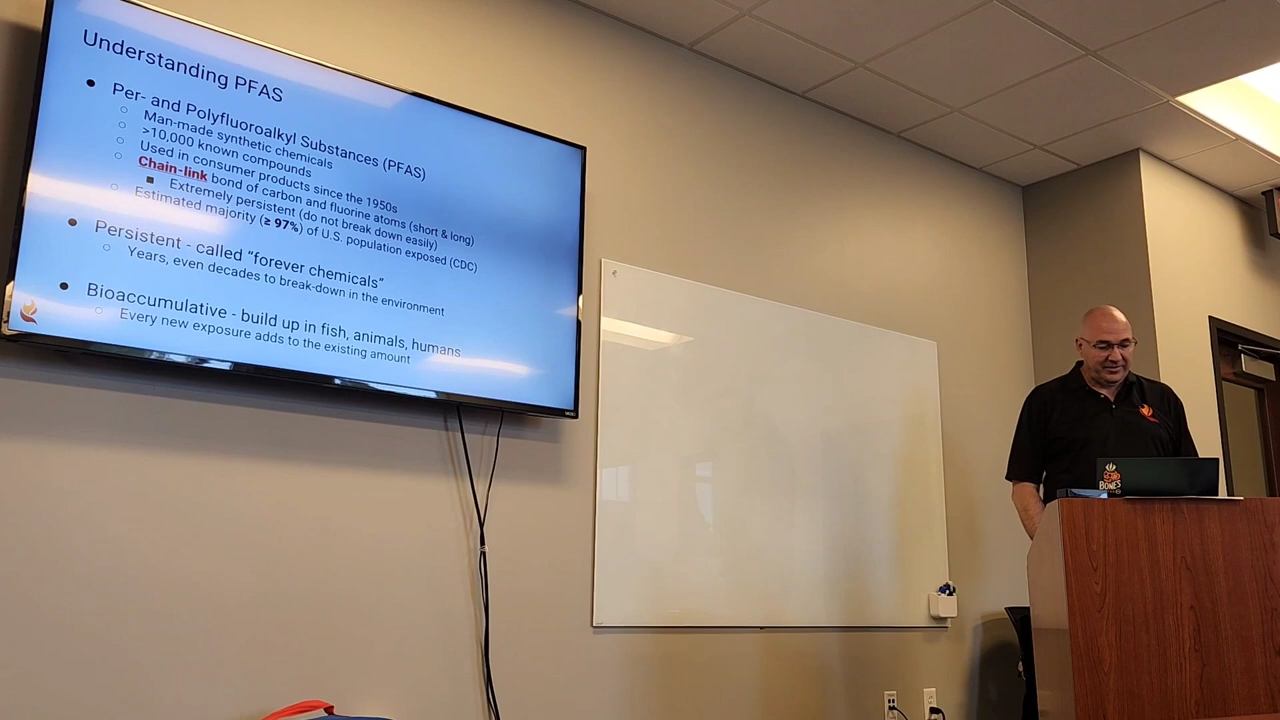 Understanding PFAS
● Per- and Polyfluoroalkyl Substances (PFAS)
○ Man-made synthetic chemicals
○ >10,000 known compounds
○ Used in consumer products since the 1950s
○ Chain-link bond of carbon and fluorine atoms (short & long)
■ Extremely persistent (do not break down easily)
○ Estimated majority (≥ 97%) of U.S. population exposed (CDC)
● Persistent - called “forever chemicals”
○ Years, even decades to break-down in the environment
● Bioaccumulative - build up in fish, animals, humans
○ Every new exposure adds to the existing amount
VIZIO
BONES